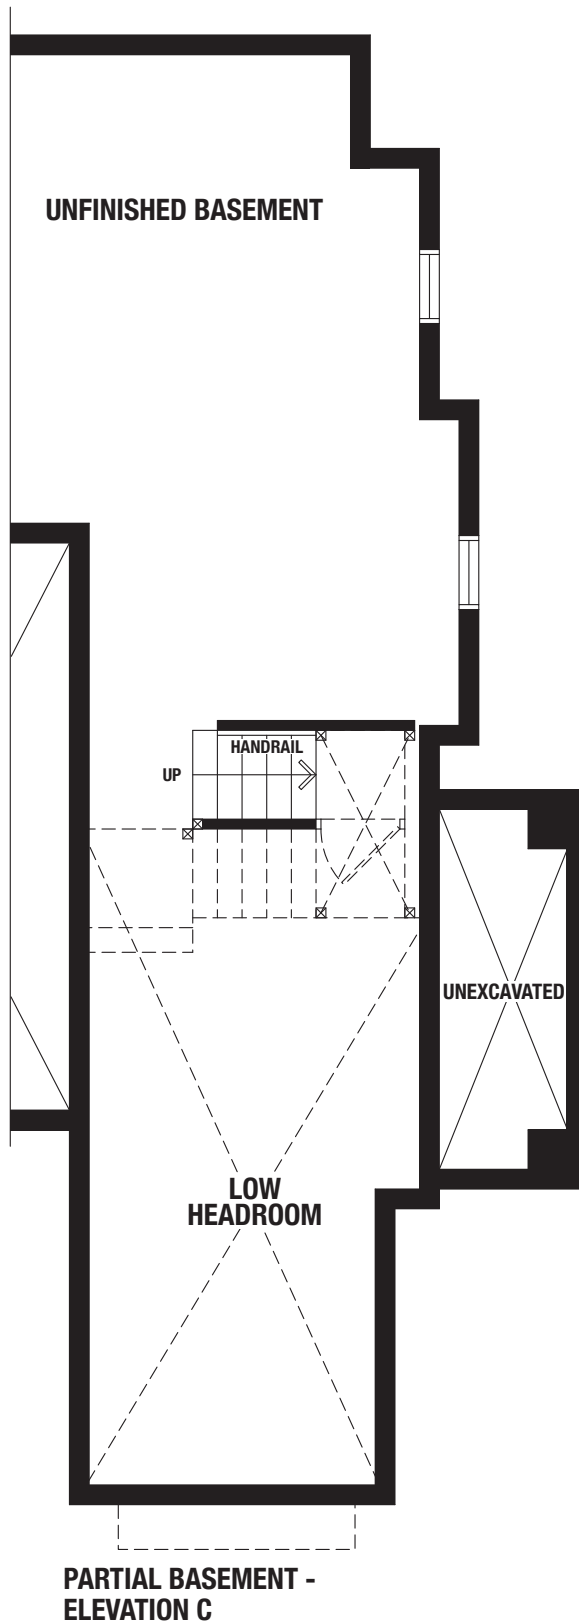 UNFINISHED BASEMENT
HANDRAIL
UP
UNEXCAVATED
LOW
HEADROOM
PARTIAL BASEMENT -
ELEVATION C